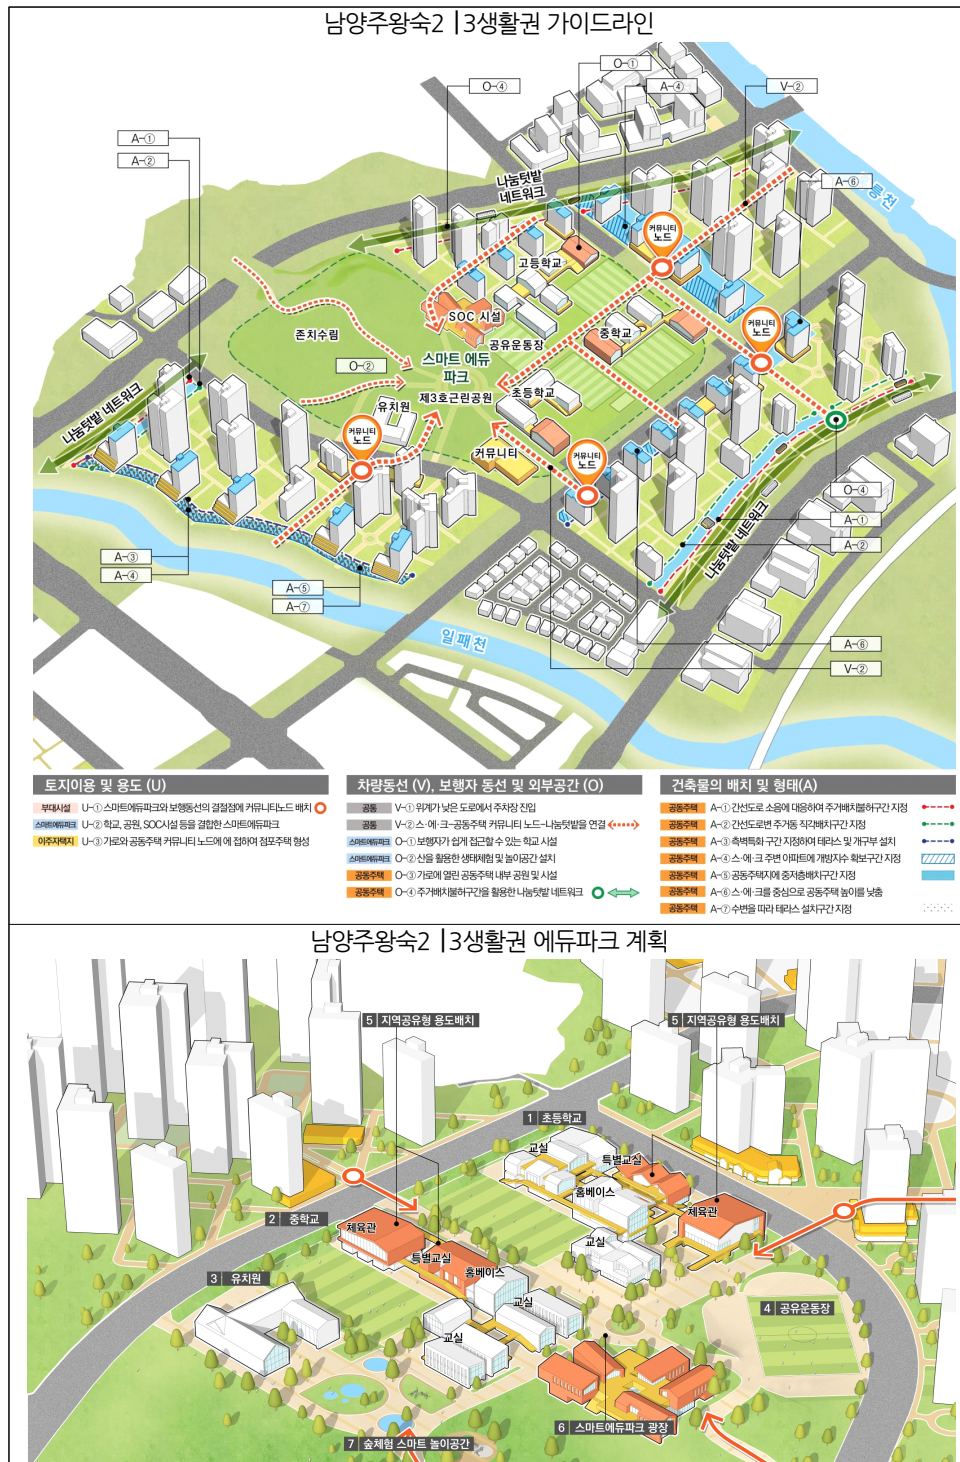 남양주왕숙2 | 3생활권 가이드라인
O-①
O-④
A-④
V-②
A-①
A-②
나눔텃밭
네트워크
A-⑥
릉천
커뮤니티
노드
고등학교
SOC 시설
존치수림
공유운동장
중학교
커뮤니티
노드
스마트 에듀
파크
O-②
제3호근린공원
초등학교
나눔텃밭 네트워크
유치원
커뮤니티
노드
커뮤니티
커뮤니티
노드
O-④
A-①
A-②
나눔텃밭 네트워크
A-③
A-④
A-⑤
A-⑦
일패천
A-⑥
V-②
토지이용 및 용도 (U)
부대시설 U-① 스마트에듀파크와 보행동선의 결절점에 커뮤니티노드 배치
스마트에듀파크 U-② 학교, 공원, SOC시설 등을 결합한 스마트에듀파크
이주자택지 U-③ 가로와 공동주택 커뮤니티 노드에 에 접하여 점포주택 형성
차량동선 (V), 보행자 동선 및 외부공간 (O)
공통 V-① 위계가 낮은 도로에서 주차장 진입
공통 V-② 스·에·크-공동주택 커뮤니티 노드-나눔텃밭을 연결
스마트에듀파크 O-① 보행자가 쉽게 접근할 수 있는 학교 시설
스마트에듀파크 O-② 산을 활용한 생태체험 및 놀이공간 설치
공동주택 O-③ 가로에 열린 공동주택 내부 공원 및 시설
공동주택 O-④ 주거배치불허구간을 활용한 나눔텃밭 네트워크
건축물의 배치 및 형태(A)
공동주택 A-① 간선도로 소음에 대응하여 주거배치불허구간 지정
공동주택 A-② 간선도로변 주거동 직각배치구간 지정
공동주택 A-③ 측벽특화 구간 지정하여 테라스 및 개구부 설치
공동주택 A-④ 스·에·크 주변 아파트에 개방지수 확보구간 지정
공동주택 A-⑤ 공동주택지에 중저층배치구간 지정
공동주택 A-⑥ 스·에·크를 중심으로 공동주택 높이를 낮춤
공동주택 A-⑦ 수변을 따라 테라스 설치구간 지정
남양주왕숙2 | 3생활권 에듀파크 계획
5 | 지역공유형 용도배치
5 | 지역공유형 용도배치
1 | 초등학교
교실
특별교실
홈베이스
2 | 중학교
체육관
체육관
특별교실
교실
홈베이스
3 | 유치원
교실
4 | 공유운동장
교실
6 | 스마트에듀파크 광장
7 | 숲체험 스마트 놀이공간